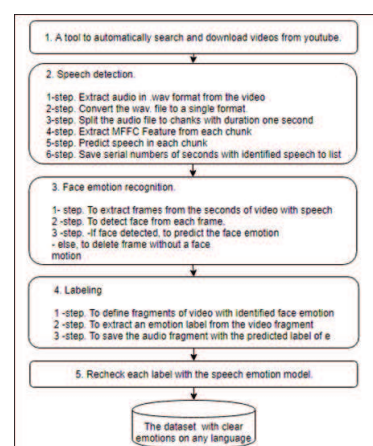 1. A tool to automatically search and download videos from youtube.
2. Speech detection.
1-step. Extract audio in .wav format from the video
2-step. Convert the wav. file to a single format.
3-step. Split the audio file to chanks with duration one second
4-step. Extract MFFC Feature from each chunk
5-step. Predict speech in each chunk
6-step. Save serial numbers of seconds with identified speech to list
3. Face emotion recognition.
1- step. To extract frames from the seconds of video with speech
2 -step. To detect face from each frame.
3 -step. -If face detected, to predict the face emotion
- else, to delete frame without a face
motion
4. Labeling
1 -step. To define fragments of video with identified face emotion
2 -step. To extract an emotion label from the video fragment
3 -step. To save the audio fragment with the predicted label of e
5. Recheck each label with the speech emotion model.
The dataset with clear
emotions on any language